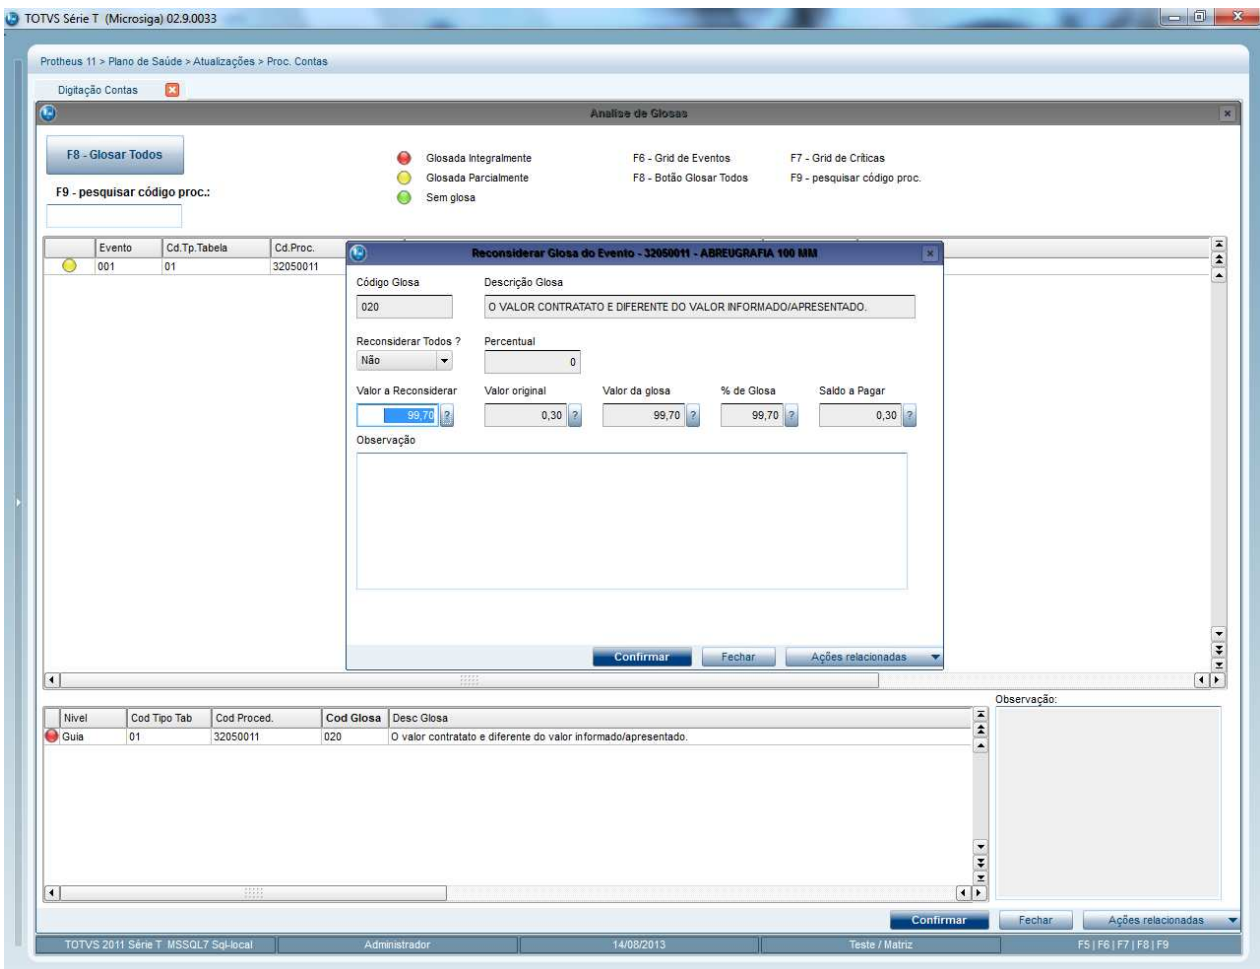 TOTVS Série T (Microsiga) 02.9.0033
Protheus 11 > Plano de Saúde > Atualizações > Proc. Contas
Digitação Contas
Analise de Glosas
F8 - Glosar Todos
Glosada Integralmente
F6 - Grid de Eventos
F7 - Grid de Críticas
Glosada Parcialmente
F8 - Botão Glosar Todos
F9 - pesquisar código proc.
F9 - pesquisar código proc.:
Sem glosa
Evento Cd.Tp.Tabela Cd.Proc.
001 01 32050011
Reconsiderar Glosa do Evento - 32050011 - ABREUGRAFIA 100 MM
Código Glosa Descrição Glosa
020 O VALOR CONTRATATO E DIFERENTE DO VALOR INFORMADO/APRESENTADO.
Reconsiderar Todos ? Percentual
Não 0
Valor a Reconsiderar Valor original Valor da glosa % de Glosa Saldo a Pagar
99,70 ? 0,30 ? 99,70 ? 99,70 ? 0,30 ?
Observação
Confirmar Fechar Ações relacionadas
Observação:
Nivel Cod Tipo Tab Cod Proced. Cod Glosa Desc Glosa
Guia 01 32050011 020 O valor contratato e diferente do valor informado/apresentado.
Confirmar Fechar Ações relacionadas
TOTVS 2011 Série T MSSQL7 Sql-local Administrador 14/08/2013 Teste / Matriz F5 | F6 | F7 | F8 | F9